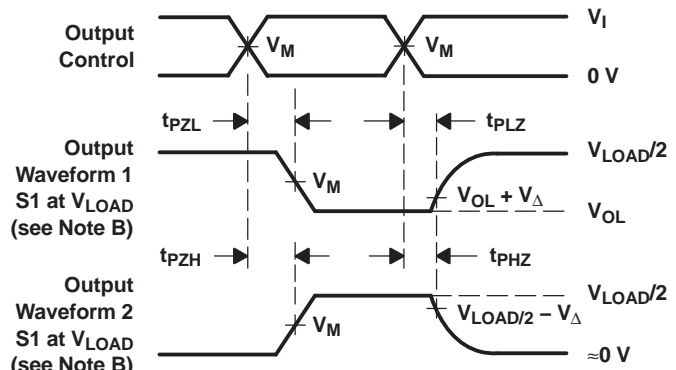 Output
Control
V_M
V_M
V_I
0 V
t_PZL
t_PLZ
Output
Waveform 1
S1 at V_LOAD
(see Note B)
V_M
V_LOAD/2
V_OL + V_Δ
V_OL
t_PZH
t_PHZ
Output
Waveform 2
S1 at V_LOAD
(see Note B)
V_M
V_LOAD/2
V_LOAD/2 – V_Δ
≈0 V